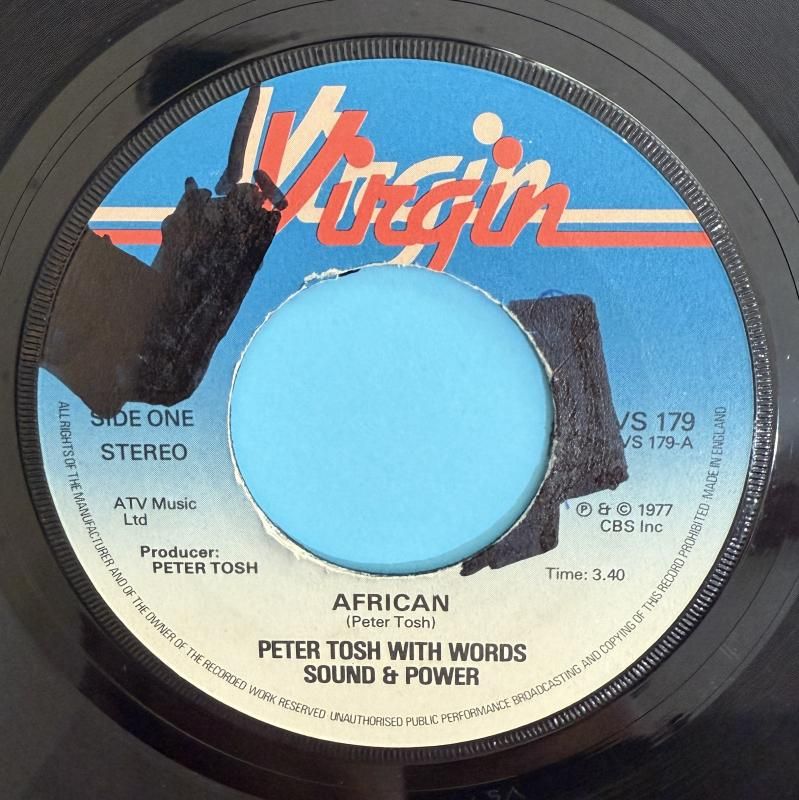 Virgin
SIDE ONE
STEREO
VS 179
VS 179-A
ATV Music
Ltd
Ⓟ & © 1977
CBS Inc
Producer:
PETER TOSH
Time: 3.40
AFRICAN
(Peter Tosh)
PETER TOSH WITH WORDS
SOUND & POWER
ALL RIGHTS OF THE MANUFACTURER AND OF THE OWNER OF THE RECORDED WORK RESERVED UNAUTHORISED PUBLIC PERFORMANCE BROADCASTING AND COPYING OF THIS RECORD PROHIBITED MADE IN ENGLAND